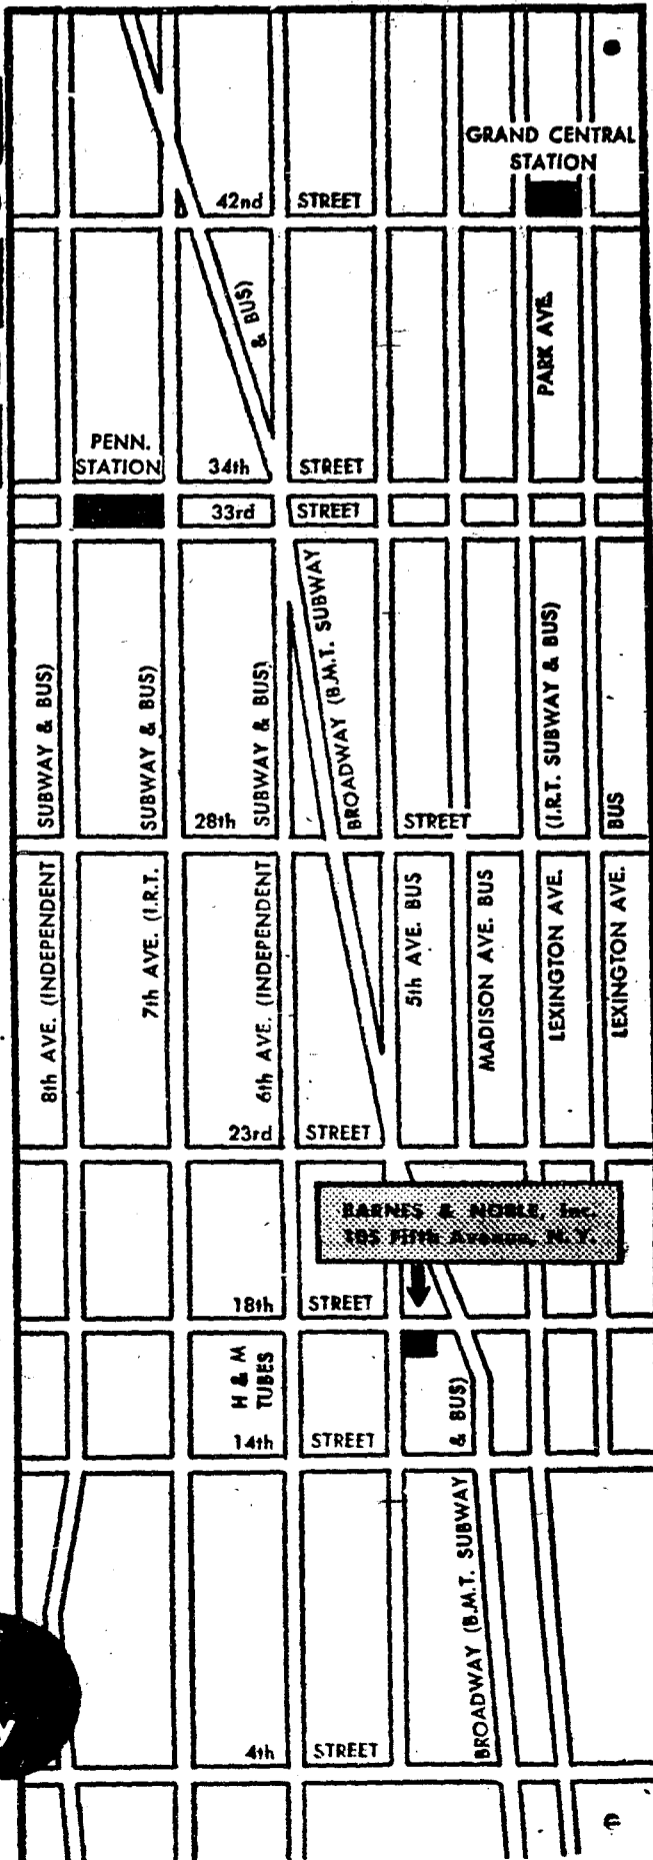 GRAND CENTRAL
STATION
42nd STREET
& BUS)
PARK AVE.
PENN.
STATION
34th STREET
33rd STREET
BROADWAY (B.M.T. SUBWAY
8th AVE. (INDEPENDENT SUBWAY & BUS)
7th AVE. (I.R.T. SUBWAY & BUS)
6th AVE. (INDEPENDENT SUBWAY & BUS)
28th STREET
5th AVE. BUS
MADISON AVE. BUS
LEXINGTON AVE. (I.R.T. SUBWAY & BUS)
LEXINGTON AVE. BUS
23rd STREET
BARNES & NOBLE, Inc.
105 Fifth Avenue, N. Y.
18th STREET
H & M
TUBES
14th STREET
& BUS)
BROADWAY (B.M.T. SUBWAY
4th STREET